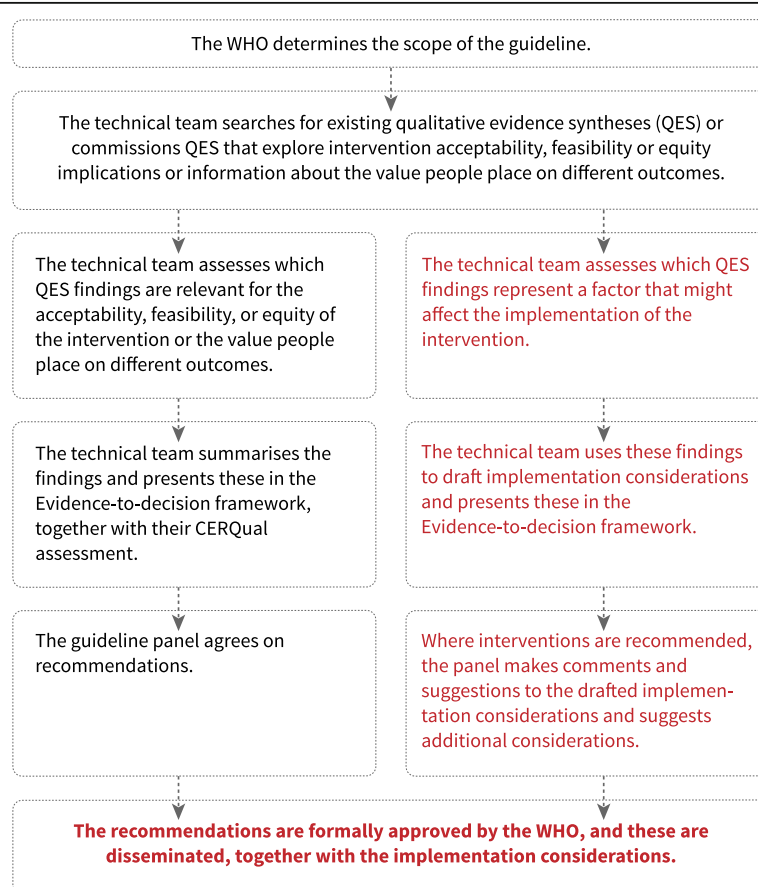 The WHO determines the scope of the guideline.
The technical team searches for existing qualitative evidence syntheses (QES) or
commissions QES that explore intervention acceptability, feasibility or equity
implications or information about the value people place on different outcomes.
The technical team assesses which
QES findings are relevant for the
acceptability, feasibility, or equity of
the intervention or the value people
place on different outcomes.
The technical team assesses which QES
findings represent a factor that might
affect the implementation of the
intervention.
The technical team summarises the
findings and presents these in the
Evidence-to-decision framework,
together with their CERQual
assessment.
The technical team uses these findings
to draft implementation considerations
and presents these in the
Evidence-to-decision framework.
The guideline panel agrees on
recommendations.
Where interventions are recommended,
the panel makes comments and
suggestions to the drafted implemen-
tation considerations and suggests
additional considerations.
The recommendations are formally approved by the WHO, and these are
disseminated, together with the implementation considerations.